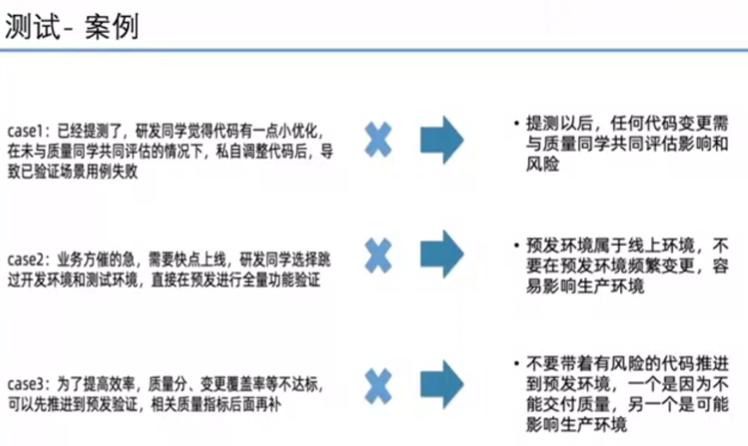 测试- 案例
case1：已经提测了，研发同学觉得代码有一点小优化，
在未与质量同学共同评估的情况下，私自调整代码后，导
致已验证场景用例失败
• 提测以后，任何代码变更需
与质量同学共同评估影响和
风险
case2：业务方催的急，需要快点上线，研发同学选择跳
过开发环境和测试环境，直接在预发进行全量功能验证
• 预发环境属于线上环境，不
要在预发环境频繁变更，容
易影响生产环境
case3：为了提高效率，质量分、变更覆盖率等不达标，
可以先推进到预发验证，相关质量指标后面再补
• 不要带着有风险的代码推进
到预发环境，一个是因为不
能交付质量，另一个是可能
影响生产环境